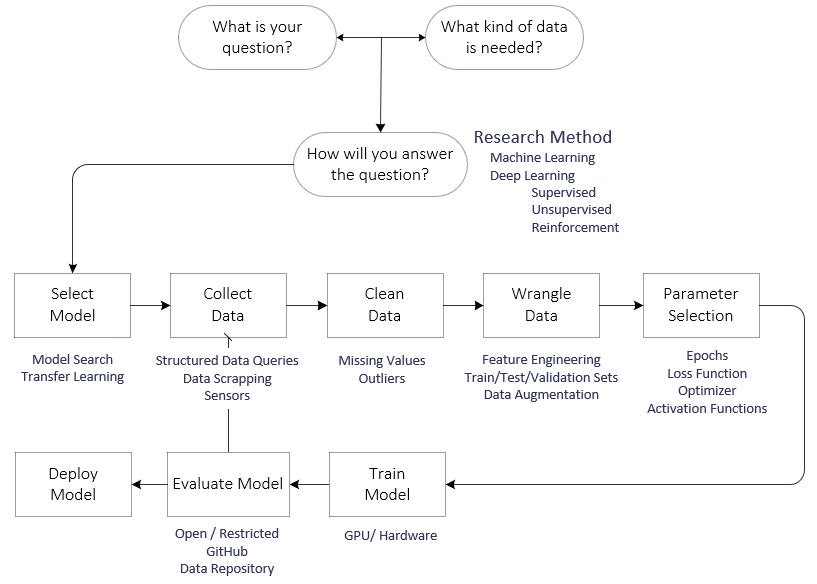 What is your
question?
What kind of data
is needed?
How will you answer
the question?
Research Method
Machine Learning
Deep Learning
Supervised
Unsupervised
Reinforcement
Select
Model
Collect
Data
Clean
Data
Wrangle
Data
Parameter
Selection
Model Search
Transfer Learning
Structured Data Queries
Data Scrapping
Sensors
Missing Values
Outliers
Feature Engineering
Train/Test/Validation Sets
Data Augmentation
Epochs
Loss Function
Optimizer
Activation Functions
Deploy
Model
Evaluate Model
Train
Model
Open / Restricted
GitHub
Data Repository
GPU/ Hardware